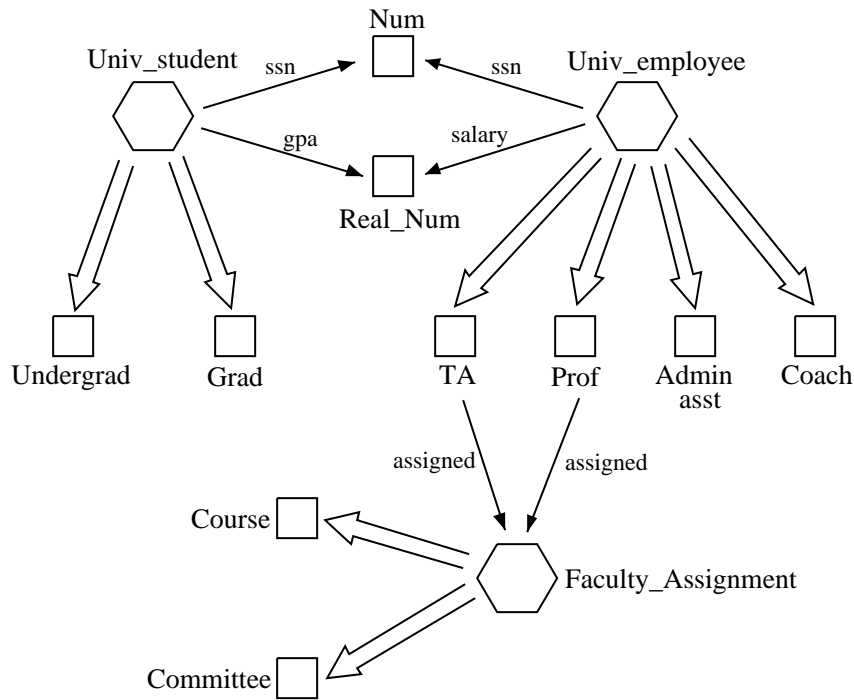 Num
Univ_student
ssn
ssn
Univ_employee
gpa
salary
Real_Num
Undergrad
Grad
TA
Prof
Admin
asst
Coach
assigned
assigned
Course
Faculty_Assignment
Committee